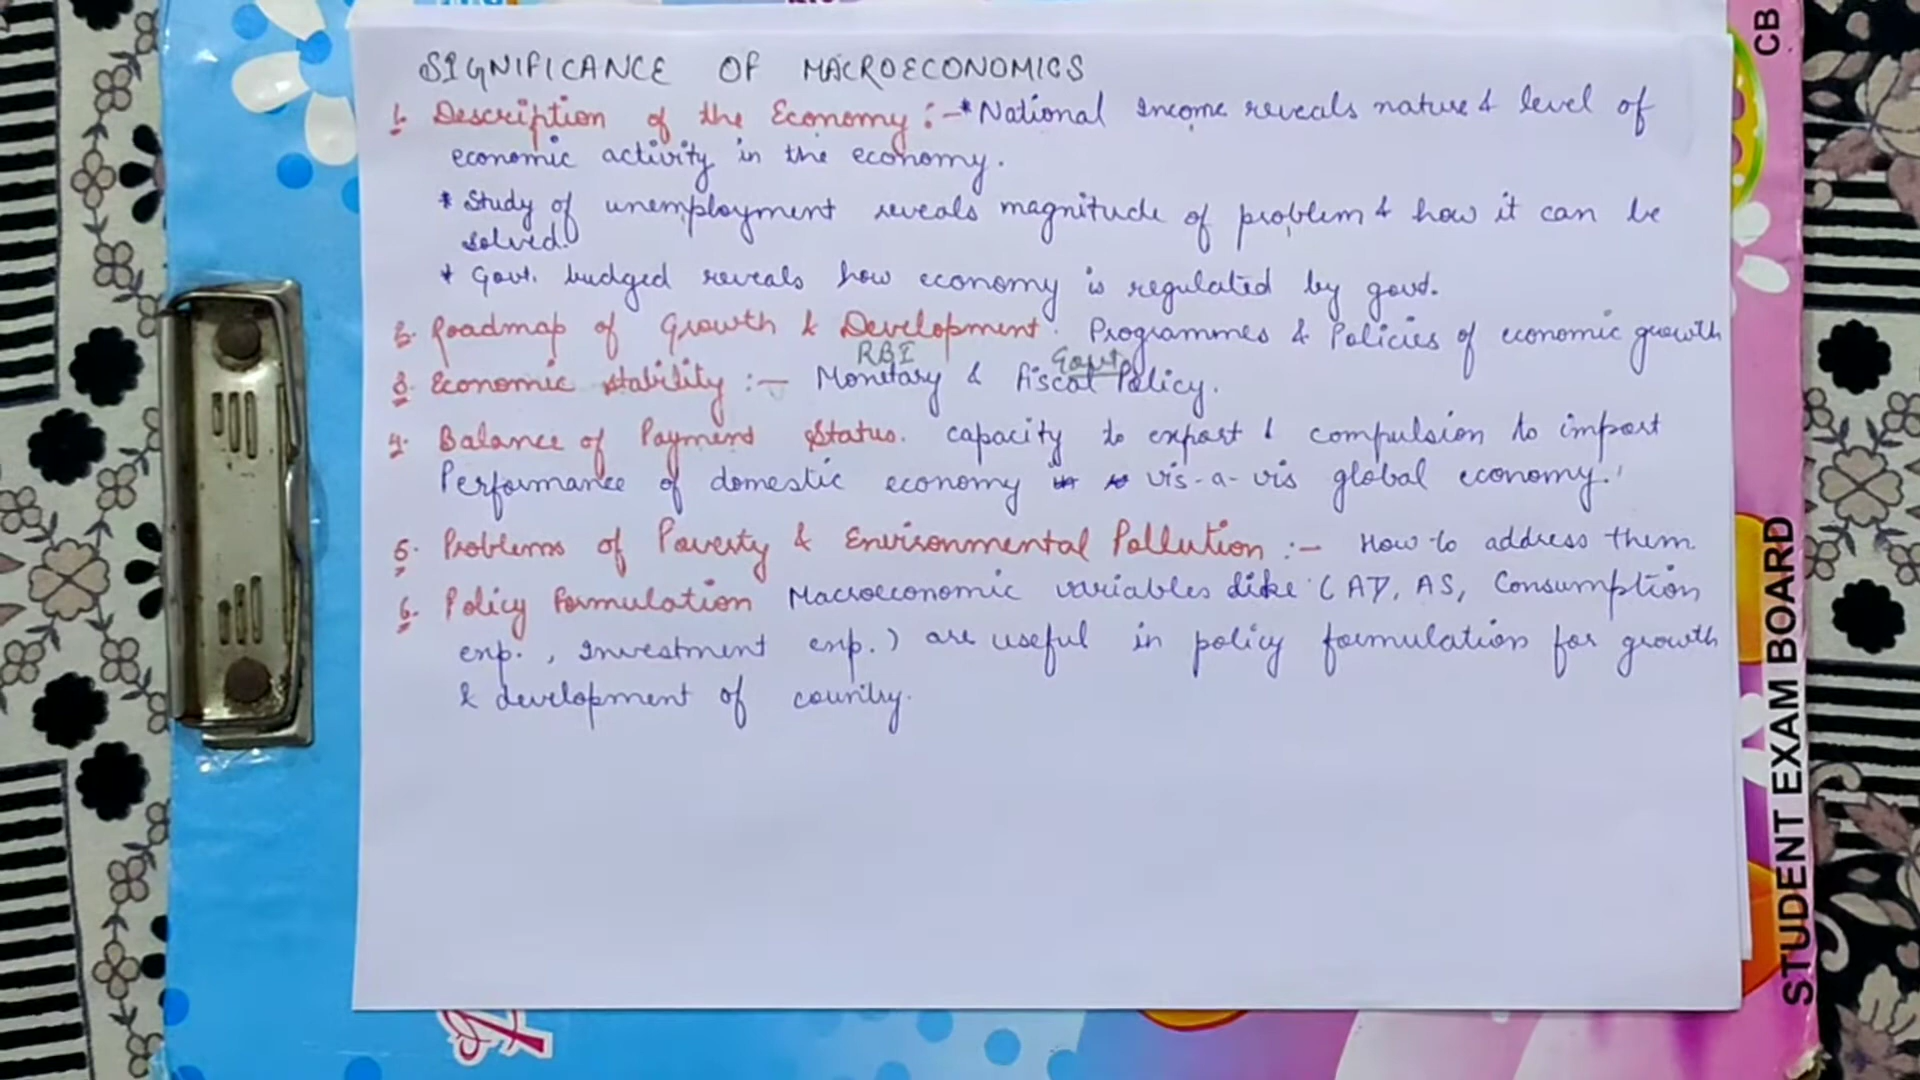 SIGNIFICANCE OF MACROECONOMICS
1. Description of the Economy :- * National Income reveals nature & level of
economic activity in the economy.
* Study of unemployment reveals magnitude of problem & how it can be
solved.
* Govt. budged reveals how economy is regulated by govt.
2. Roadmap of Growth & Development. Programmes & Policies of economic growth
RBI Govt.
3. Economic stability :- Monetary & Fiscal Policy.
4. Balance of Payment Status. capacity to export & compulsion to import
Performance of domestic economy vis-a-vis global economy.
5. Problems of Poverty & Environmental Pollution :- How to address them.
6. Policy Formulation Macroeconomic variables like (AD, AS, Consumption
exp., Investment exp.) are useful in policy formulation for growth
& development of country.
STUDENT EXAM BOARD
CB